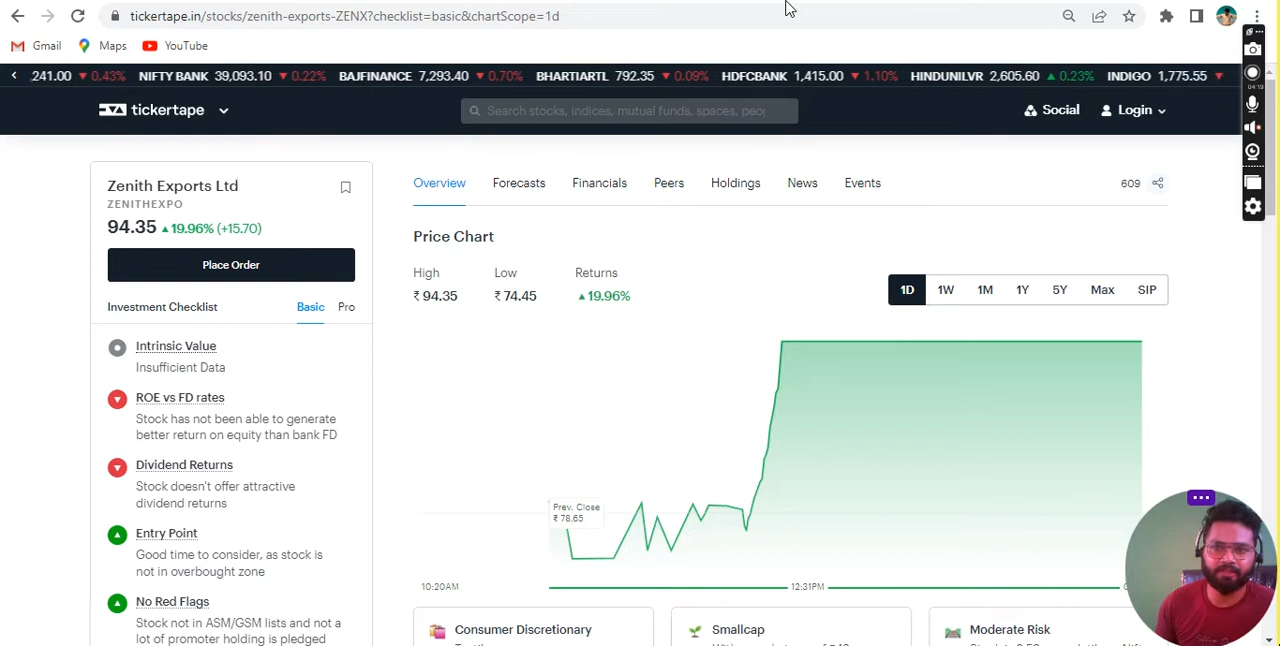 tickertape.in/stocks/zenith-exports-ZENX?checklist=basic&chartScope=1d
Gmail Maps YouTube
,241.00 ▼ 0.43% NIFTY BANK 39,093.10 ▼ 0.22% BAJFINANCE 7,293.40 ▼ 0.70% BHARTIARTL 792.35 ▼ 0.09% HDFCBANK 1,415.00 ▼ 1.10% HINDUNILVR 2,605.60 ▲ 0.23% INDIGO 1,775.55 ▼
tickertape
Search stocks, indices, mutual funds, spaces,
Social
Login
04:19
Zenith Exports Ltd
ZENITHEXPO
94.35 ▲ 19.96% (+15.70)
Place Order
Investment Checklist Basic Pro
Intrinsic Value
Insufficient Data
ROE vs FD rates
Stock has not been able to generate
better return on equity than bank FD
Dividend Returns
Stock doesn't offer attractive
dividend returns
Entry Point
Good time to consider, as stock is
not in overbought zone
No Red Flags
Stock not in ASM/GSM lists and not a
lot of promoter holding is pledged
Overview Forecasts Financials Peers Holdings News Events
609
Price Chart
High Low Returns
₹ 94.35 ₹ 74.45 ▲ 19.96%
1D 1W 1M 1Y 5Y Max SIP
Prev. Close
₹ 78.65
10:20AM 12:31PM
Consumer Discretionary
Smallcap
Moderate Risk